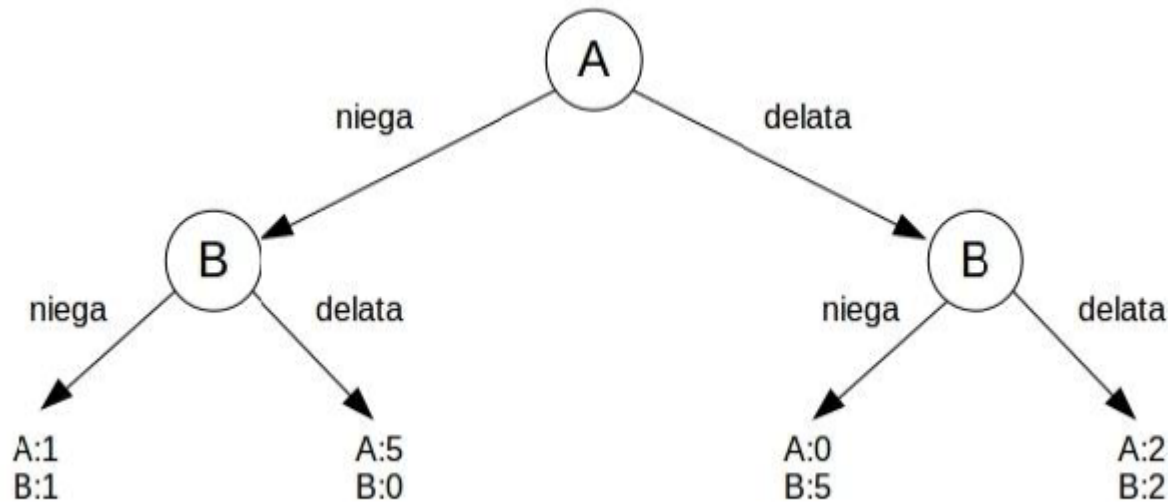 A
niega
delata
B
B
niega
delata
niega
delata
A:1
B:1
A:5
B:0
A:0
B:5
A:2
B:2